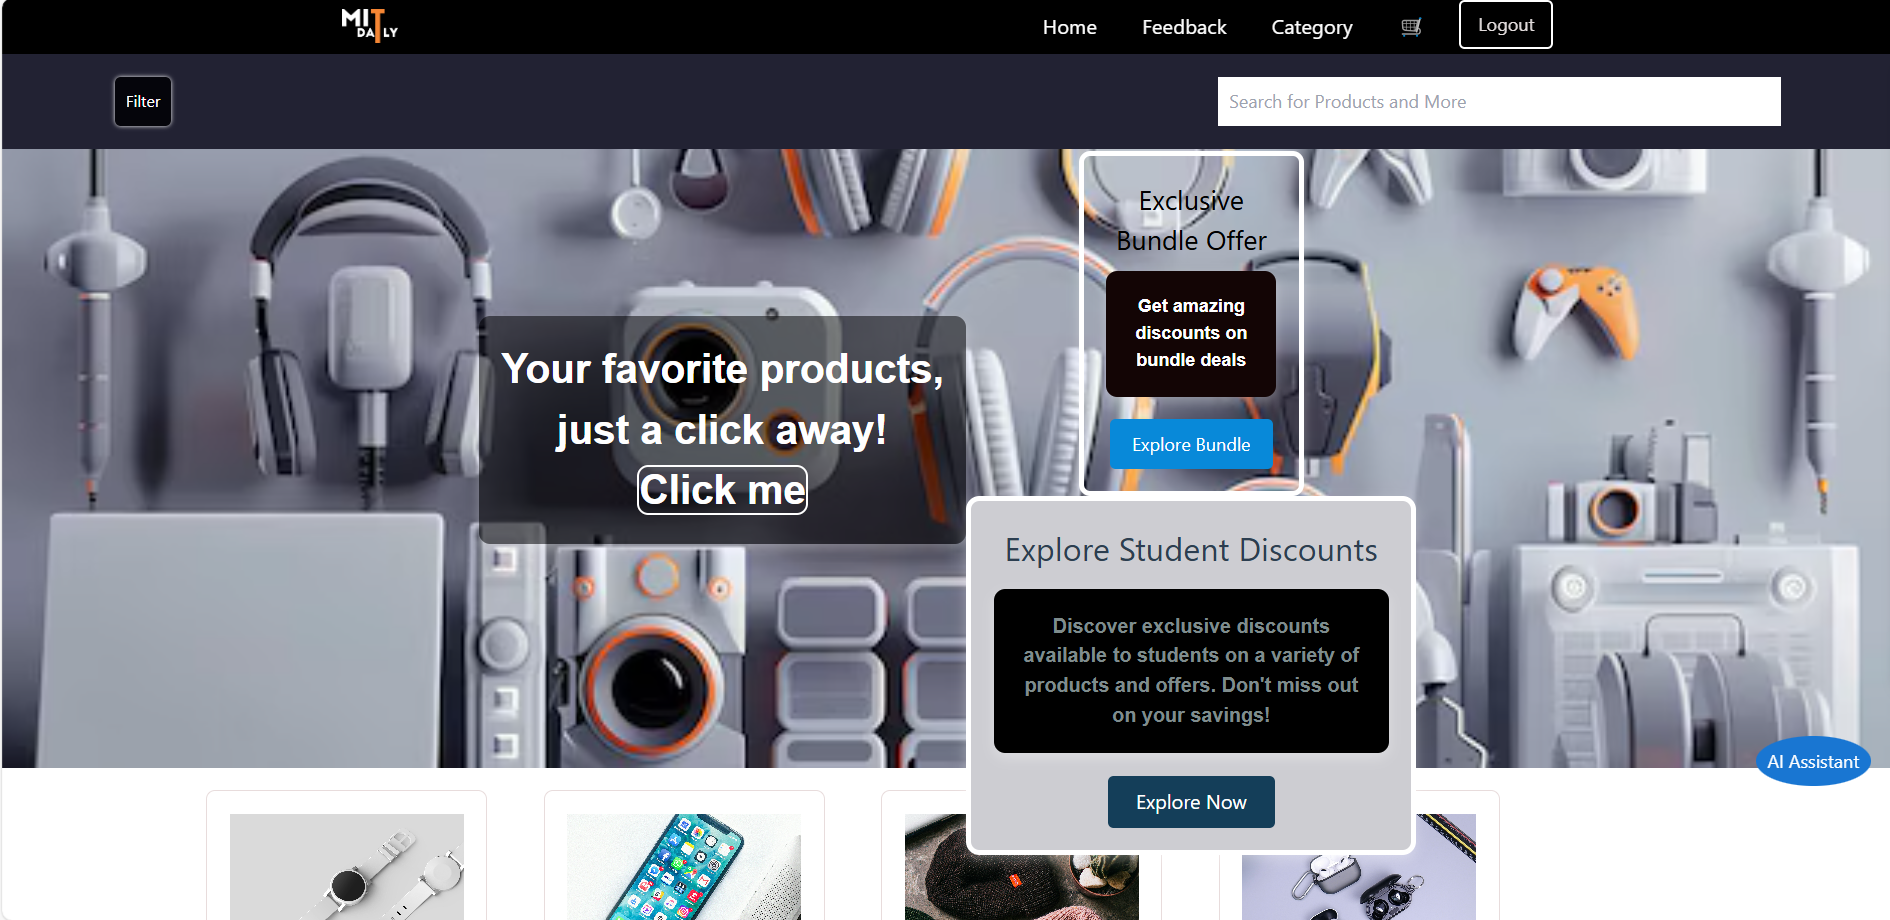 MIT
DAILY
Home
Feedback
Category
Logout
Filter
Search for Products and More
Exclusive
Bundle Offer
Get amazing
discounts on
bundle deals
Explore Bundle
Your favorite products,
just a click away!
Click me
Explore Student Discounts
Discover exclusive discounts
available to students on a variety of
products and offers. Don't miss out
on your savings!
Explore Now
AI Assistant